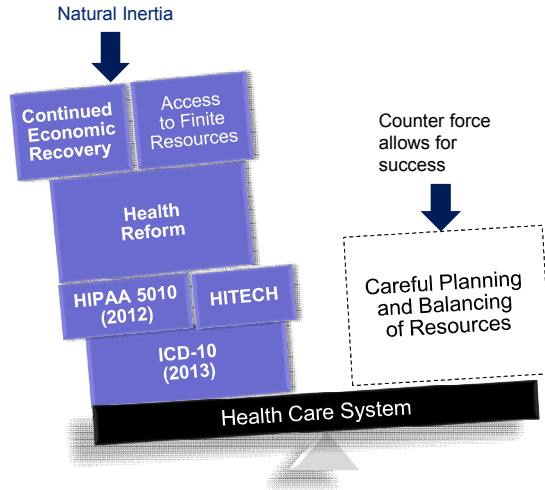 Natural Inertia
Continued
Economic
Recovery
Access
to Finite
Resources
Counter force
allows for
success
Health
Reform
HIPAA 5010
(2012)
HITECH
Careful Planning
and Balancing
of Resources
ICD-10
(2013)
Health Care System